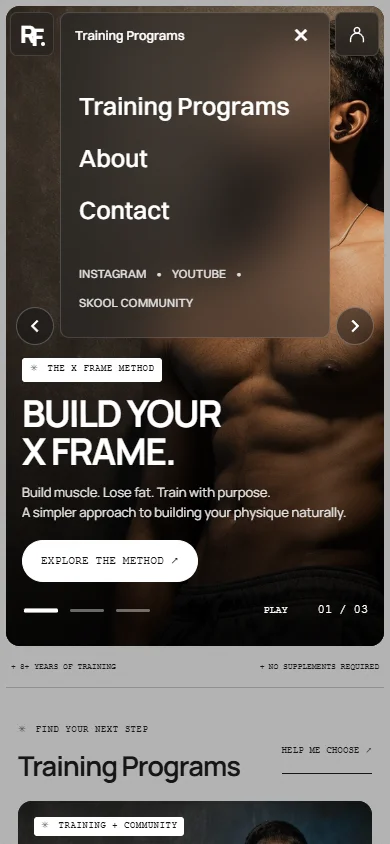 RF.
Training Programs
Training Programs
About
Contact
INSTAGRAM • YOUTUBE •
SKOOL COMMUNITY
✳ THE X FRAME METHOD
BUILD YOUR
X FRAME.
Build muscle. Lose fat. Train with purpose.
A simpler approach to building your physique naturally.
EXPLORE THE METHOD ↗
PLAY 01 / 03
+ 8+ YEARS OF TRAINING + NO SUPPLEMENTS REQUIRED
✳ FIND YOUR NEXT STEP
HELP ME CHOOSE ↗
Training Programs
✳ TRAINING + COMMUNITY